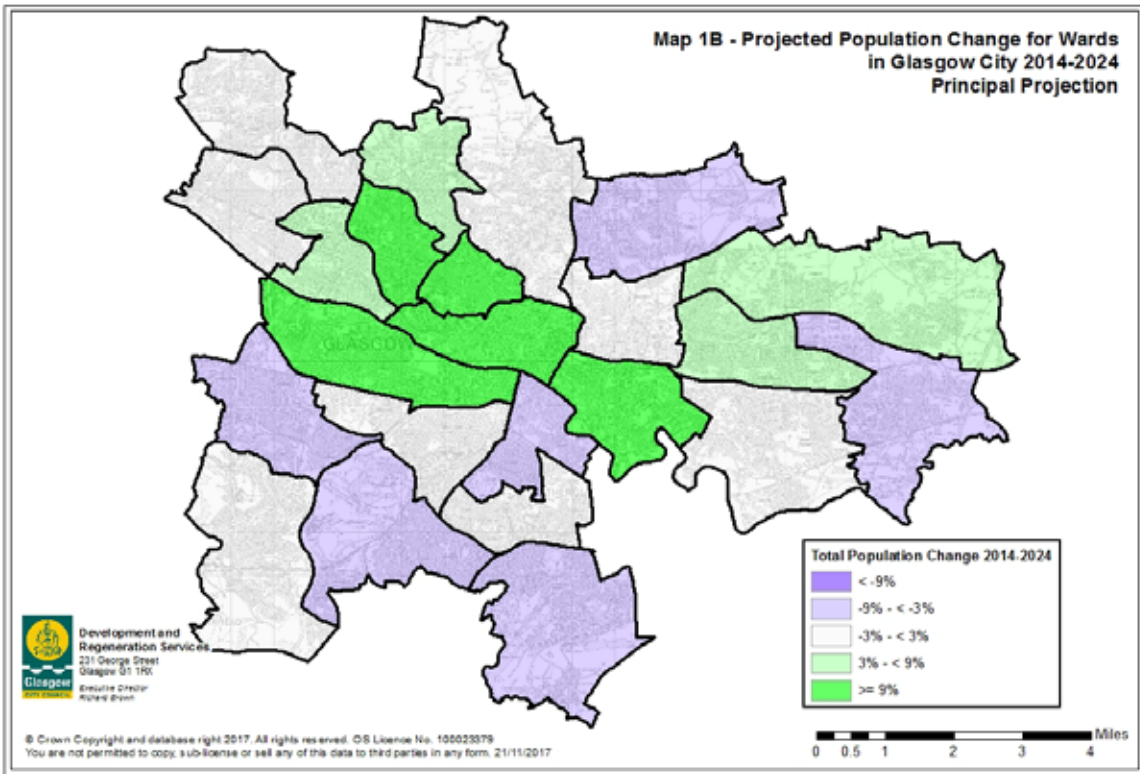 Map 1B - Projected Population Change for Wards
in Glasgow City 2014-2024
Principal Projection
GLASGOW
Total Population Change 2014-2024
< -9%
-9% - < -3%
-3% - < 3%
3% - < 9%
>= 9%
Development and
Regeneration Services
231 George Street
Glasgow G1 1RX
Executive Director
Richard Brown
Glasgow
CITY COUNCIL
© Crown Copyright and database right 2017. All rights reserved. OS Licence No. 100023379
You are not permitted to copy, sub-license or sell any of this data to third parties in any form. 21/11/2017
Miles
0 0.5 1 2 3 4